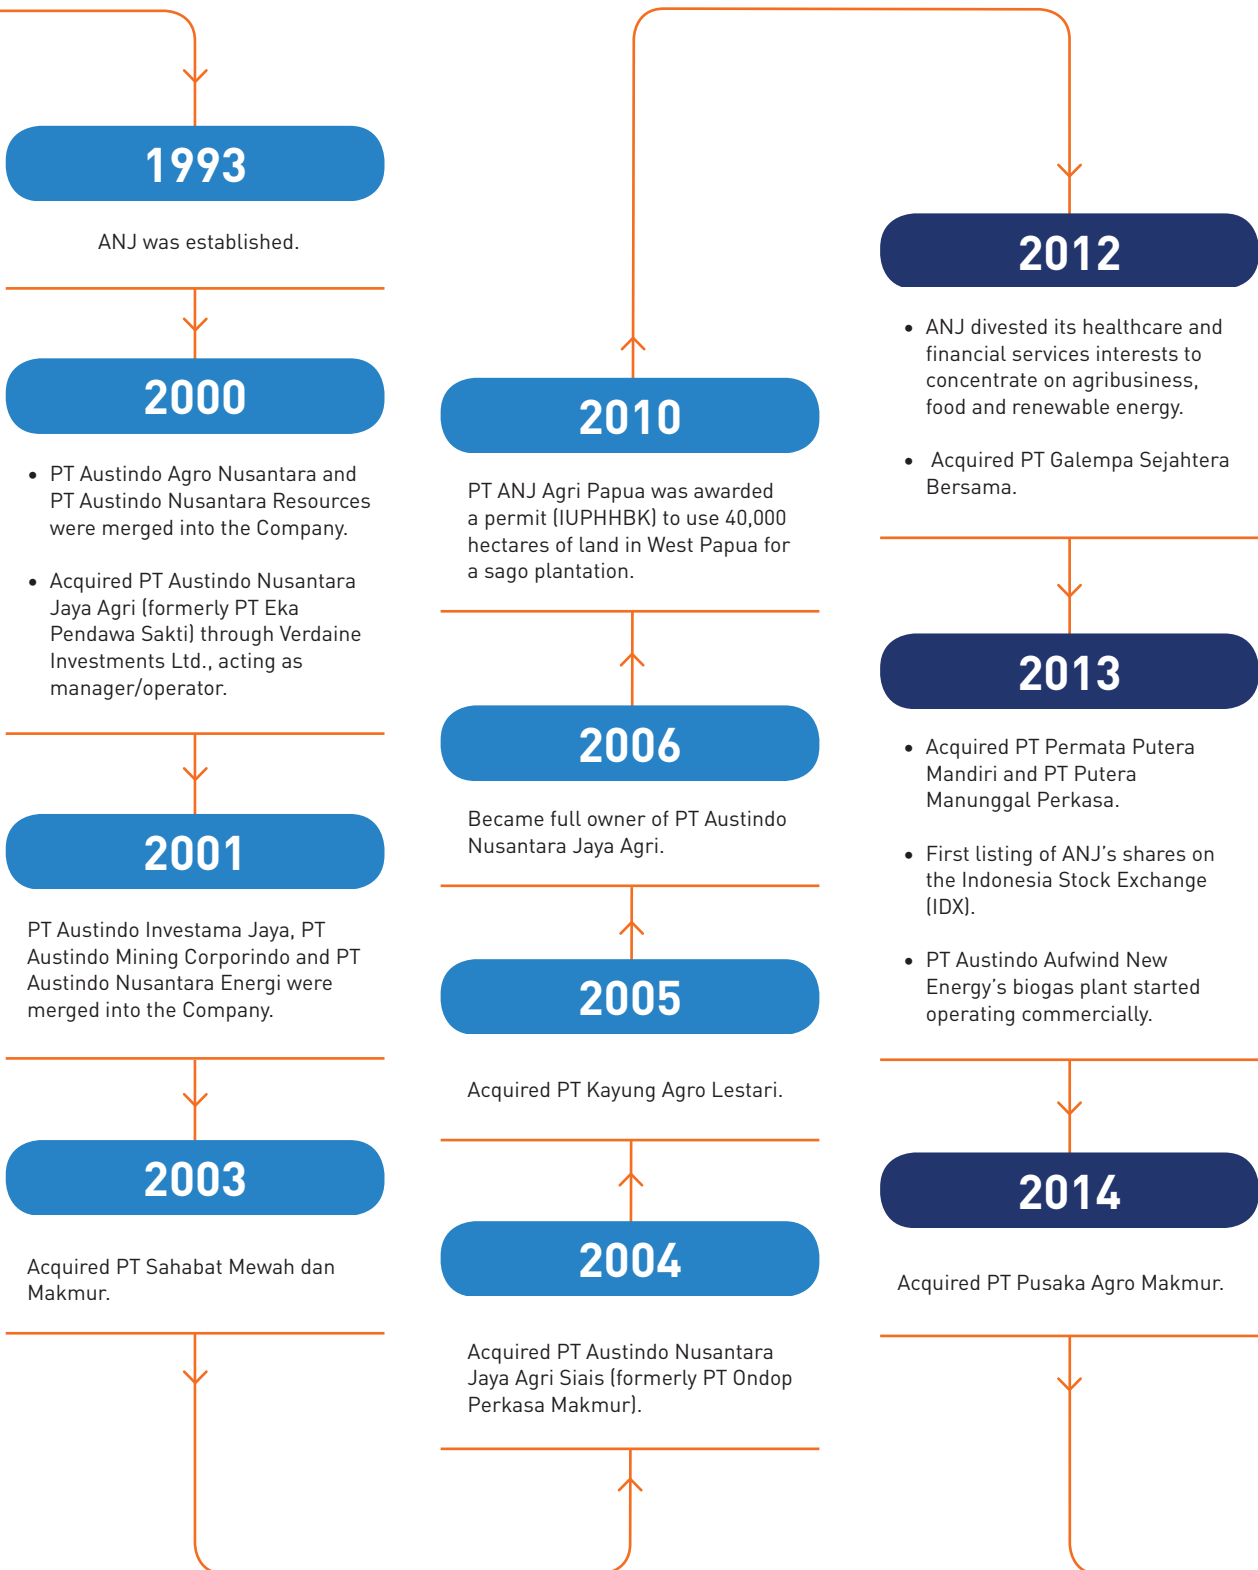 1993
ANJ was established.
2000
• PT Austindo Agro Nusantara and
PT Austindo Nusantara Resources
were merged into the Company.
• Acquired PT Austindo Nusantara
Jaya Agri (formerly PT Eka
Pendawa Sakti) through Verdaine
Investments Ltd., acting as
manager/operator.
2001
PT Austindo Investama Jaya, PT
Austindo Mining Corporindo and PT
Austindo Nusantara Energi were
merged into the Company.
2003
Acquired PT Sahabat Mewah dan
Makmur.
2004
Acquired PT Austindo Nusantara
Jaya Agri Siais (formerly PT Ondop
Perkasa Makmur).
2005
Acquired PT Kayung Agro Lestari.
2006
Became full owner of PT Austindo
Nusantara Jaya Agri.
2010
PT ANJ Agri Papua was awarded
a permit (IUPHHBK) to use 40,000
hectares of land in West Papua for
a sago plantation.
2012
• ANJ divested its healthcare and
financial services interests to
concentrate on agribusiness,
food and renewable energy.
• Acquired PT Galempa Sejahtera
Bersama.
2013
• Acquired PT Permata Putera
Mandiri and PT Putera
Manunggal Perkasa.
• First listing of ANJ’s shares on
the Indonesia Stock Exchange
(IDX).
• PT Austindo Aufwind New
Energy’s biogas plant started
operating commercially.
2014
Acquired PT Pusaka Agro Makmur.